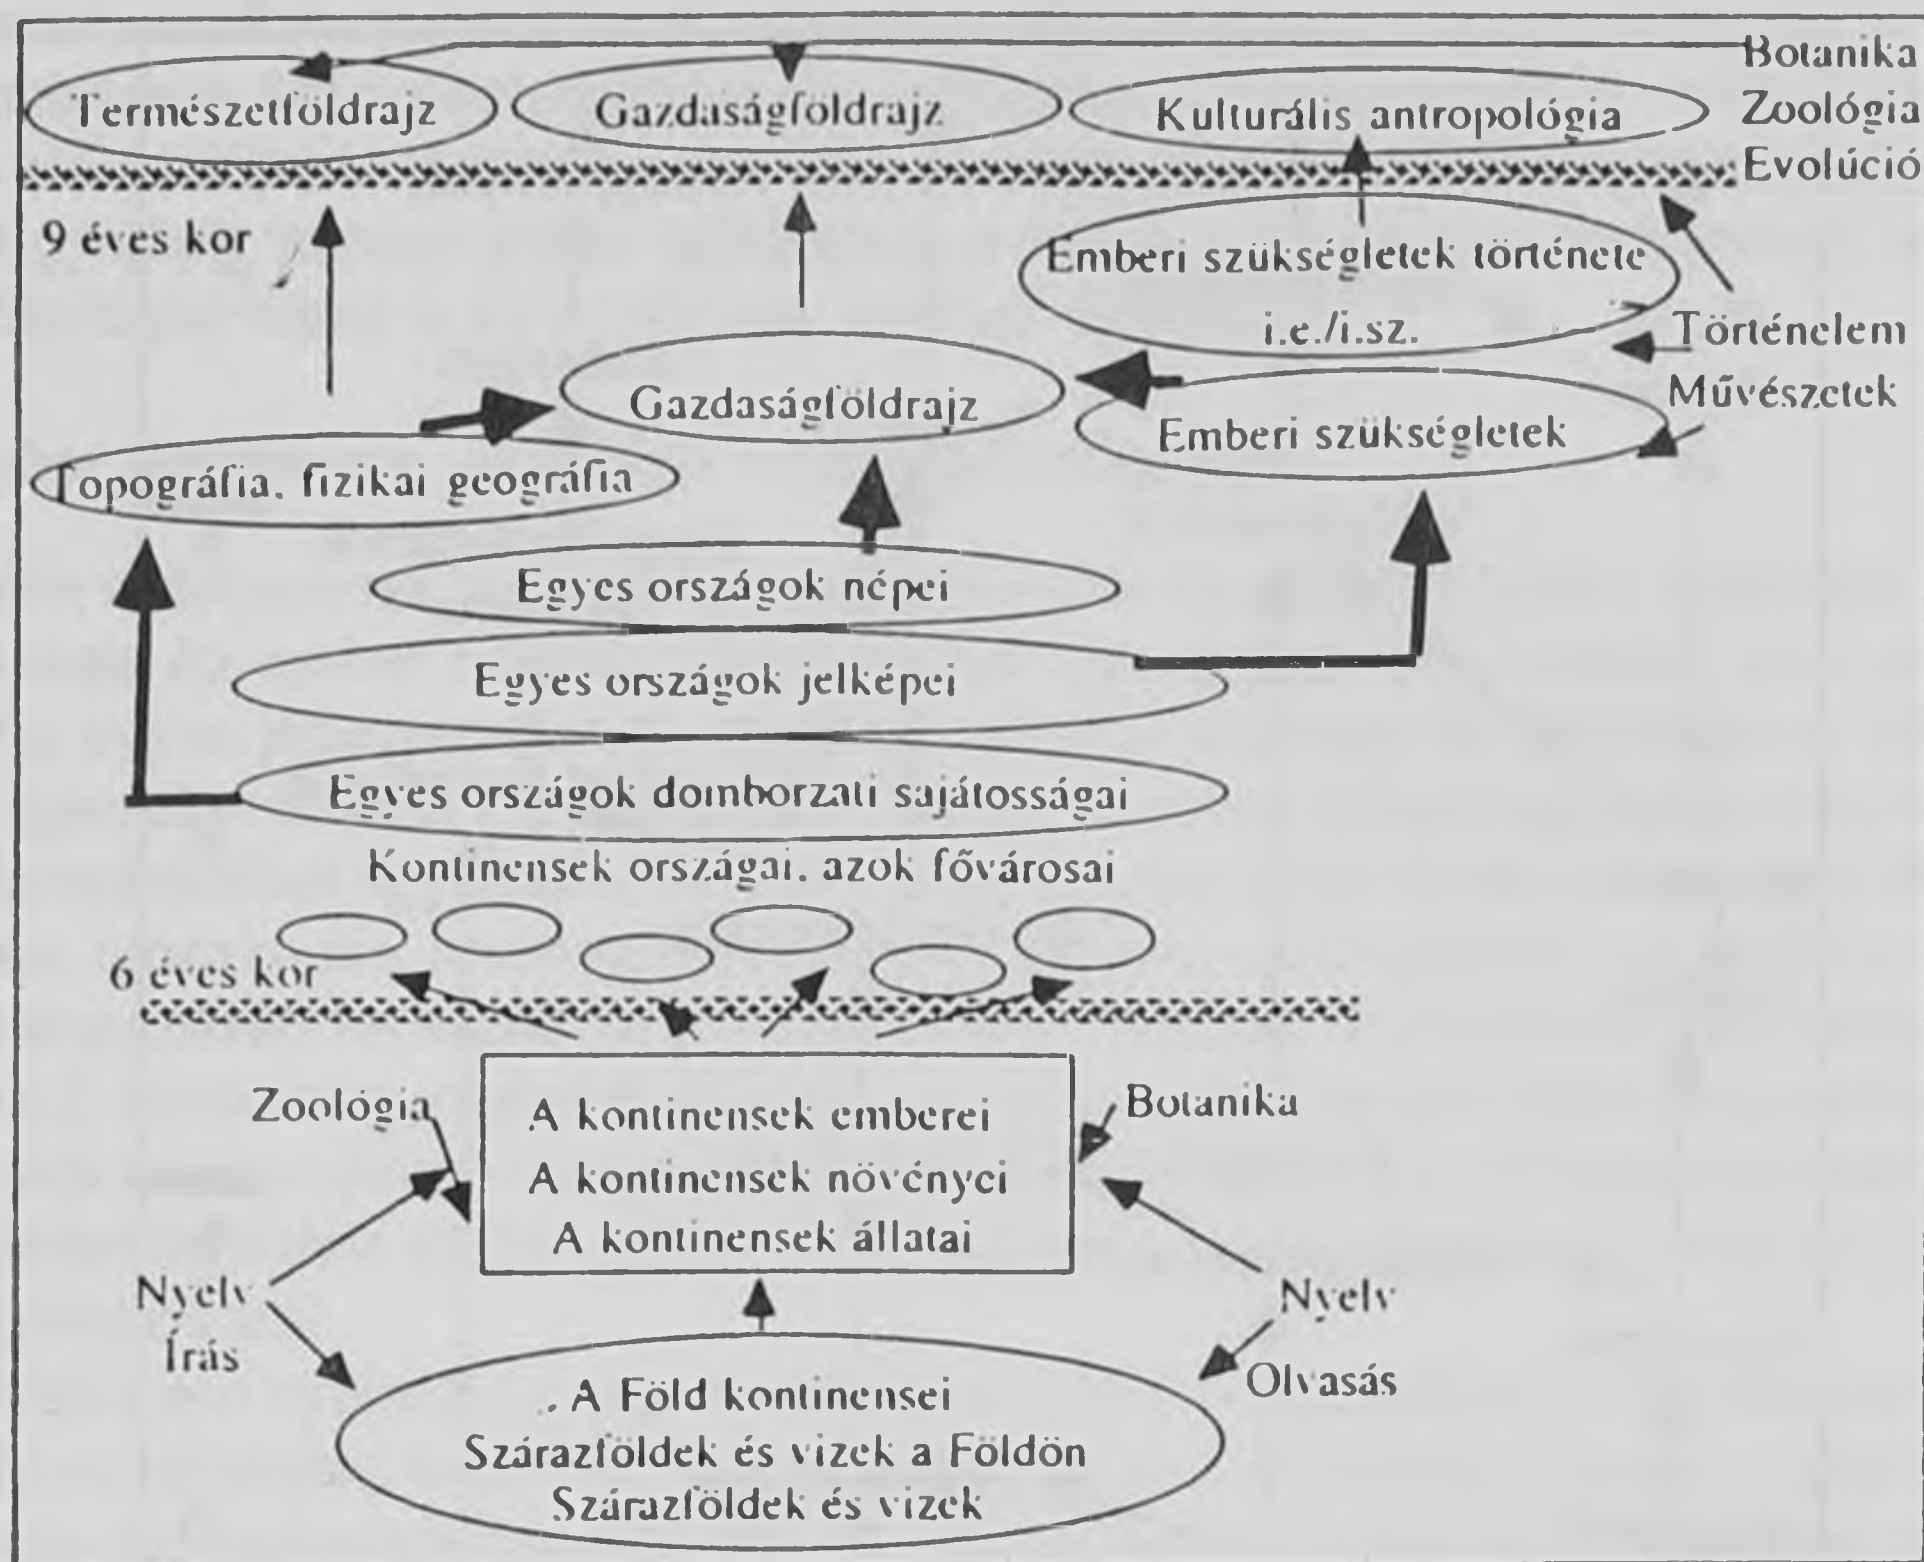 Botanika
Természetföldrajz
Gazdaságföldrajz
Kulturális antropológia
Zoológia
Evolúció
9 éves kor
Emberi szükségletek története
i.e./i.sz.
Történelem
Művészetek
Gazdaságföldrajz
Emberi szükségletek
Topográfia, fizikai geográfia
Egyes országok népei
Egyes országok jelképei
Egyes országok domborzati sajátosságai
Kontinensek országai, azok fővárosai
6 éves kor
Zoológia
Botanika
A kontinensek emberei
A kontinensek növényei
A kontinensek állatai
Nyelv
Írás
Nyelv
Olvasás
A Föld kontinensei
Szárazföldek és vizek a Földön
Szárazföldek és vizek